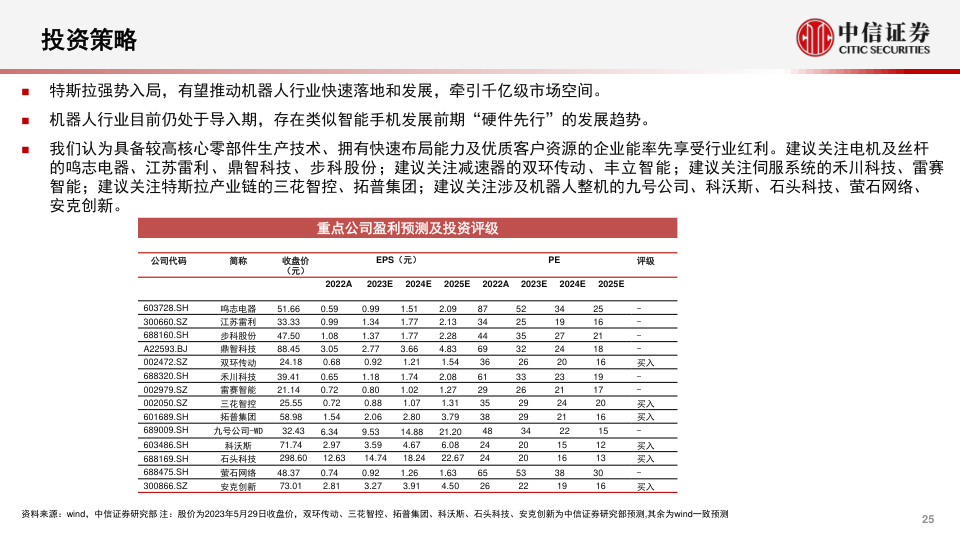 投资策略
中信证券
CITIC SECURITIES
■ 特斯拉强势入局，有望推动机器人行业快速落地和发展，牵引千亿级市场空间。
■ 机器人行业目前仍处于导入期，存在类似智能手机发展前期“硬件先行”的发展趋势。
■ 我们认为具备较高核心零部件生产技术、拥有快速布局能力及优质客户资源的企业能率先享受行业红利。建议关注电机及丝杆
的鸣志电器、江苏雷利、鼎智科技、步科股份；建议关注减速器的双环传动、丰立智能；建议关注伺服系统的禾川科技、雷赛
智能；建议关注特斯拉产业链的三花智控、拓普集团；建议关注涉及机器人整机的九号公司、科沃斯、石头科技、萤石网络、
安克创新。
重点公司盈利预测及投资评级
公司代码 简称 收盘价 EPS（元） PE 评级
（元）
2022A 2023E 2024E 2025E 2022A 2023E 2024E 2025E
603728.SH 鸣志电器 51.66 0.59 0.99 1.51 2.09 87 52 34 25 -
300660.SZ 江苏雷利 33.33 0.99 1.34 1.77 2.13 34 25 19 16 -
688160.SH 步科股份 47.50 1.08 1.37 1.77 2.28 44 35 27 21 -
A22593.BJ 鼎智科技 88.45 3.05 2.77 3.66 4.83 69 32 24 18 -
002472.SZ 双环传动 24.18 0.68 0.92 1.21 1.54 36 26 20 16 买入
688320.SH 禾川科技 39.41 0.65 1.18 1.74 2.08 61 33 23 19 -
002979.SZ 雷赛智能 21.14 0.72 0.80 1.02 1.27 29 26 21 17 -
002050.SZ 三花智控 25.55 0.72 0.88 1.07 1.31 35 29 24 20 买入
601689.SH 拓普集团 58.98 1.54 2.06 2.80 3.79 38 29 21 16 买入
689009.SH 九号公司-WD 32.43 6.34 9.53 14.88 21.20 48 34 22 15 -
603486.SH 科沃斯 71.74 2.97 3.59 4.67 6.08 24 20 15 12 买入
688169.SH 石头科技 298.60 12.63 14.74 18.24 22.67 24 20 16 13 买入
688475.SH 萤石网络 48.37 0.74 0.92 1.26 1.63 65 53 38 30 -
300866.SZ 安克创新 73.01 2.81 3.27 3.91 4.50 26 22 19 16 买入
资料来源：wind，中信证券研究部 注：股价为2023年5月29日收盘价，双环传动、三花智控、拓普集团、科沃斯、石头科技、安克创新为中信证券研究部预测,其余为wind一致预测
25